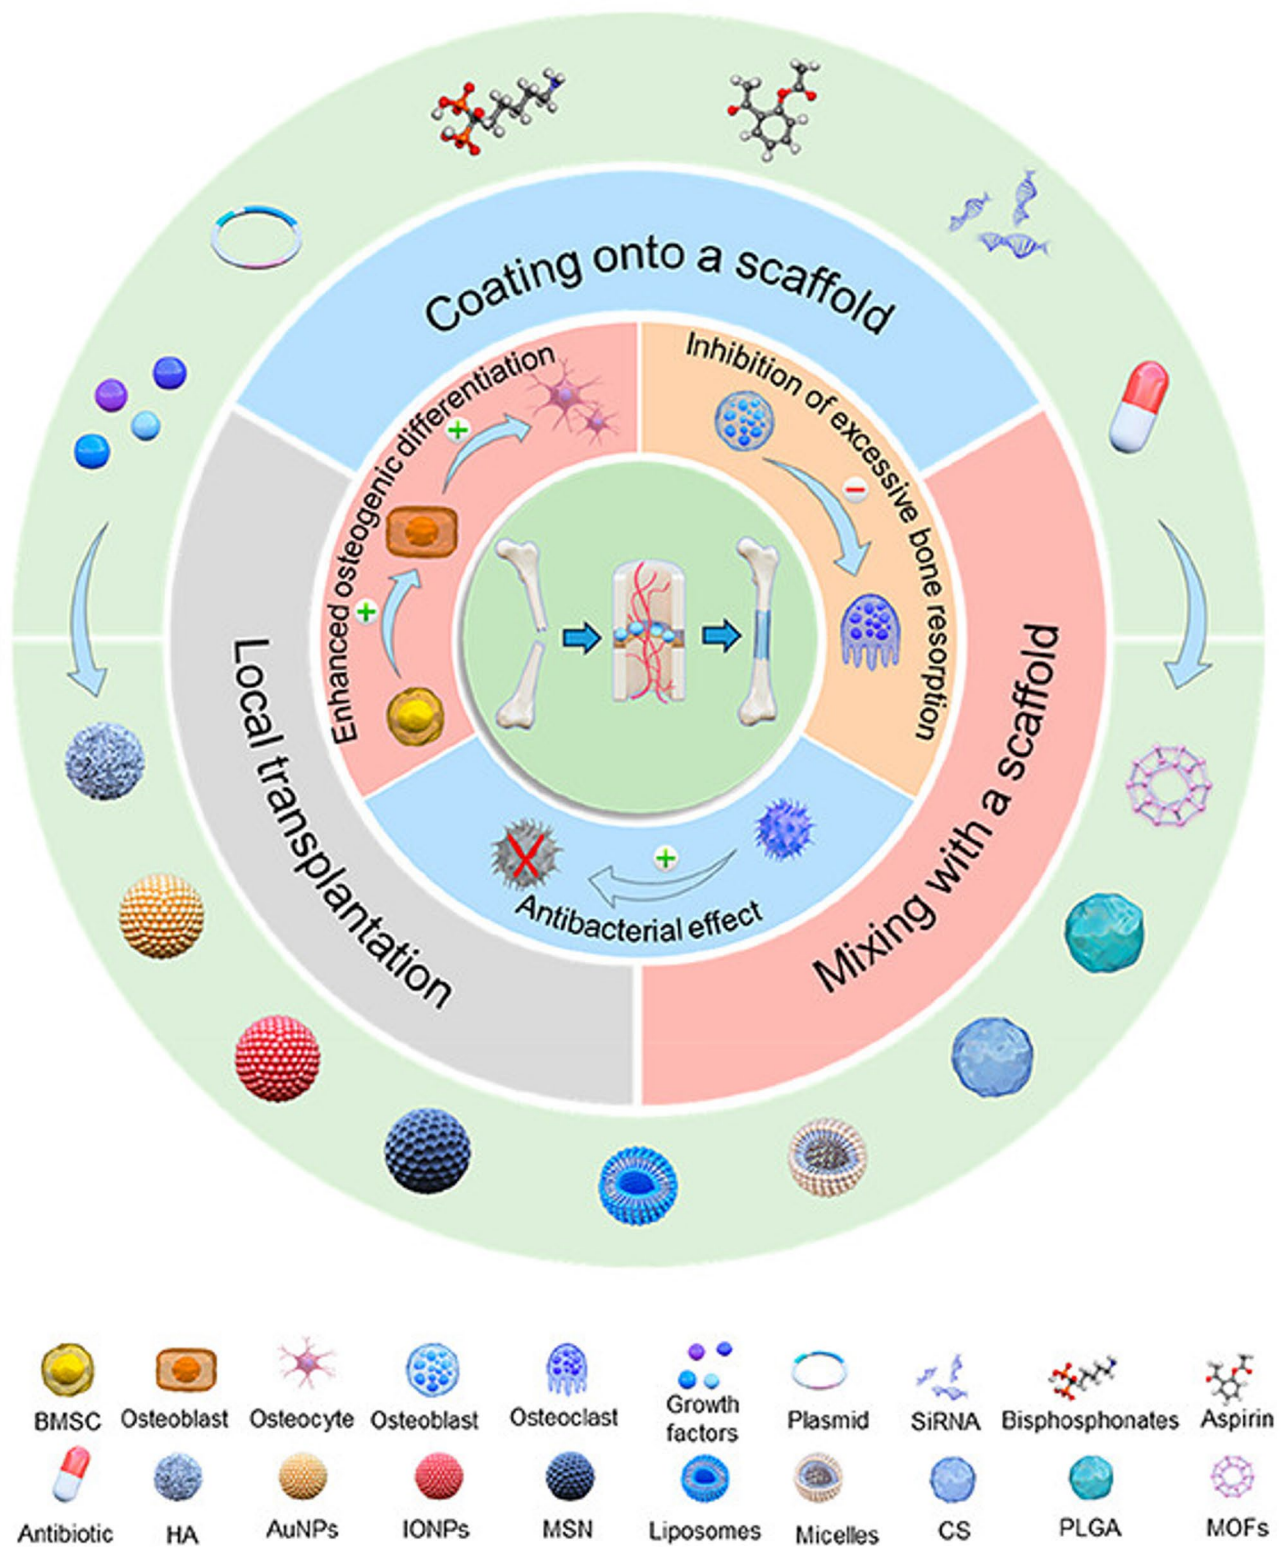 Coating onto a scaffold
Enhanced osteogenic differentiation
Inhibition of excessive bone resorption
Local transplantation
Mixing with a scaffold
Antibacterial effect
BMSC Osteoblast Osteocyte Osteoblast Osteoclast Growth factors Plasmid SiRNA Bisphosphonates Aspirin
Antibiotic HA AuNPs IONPs MSN Liposomes Micelles CS PLGA MOFs